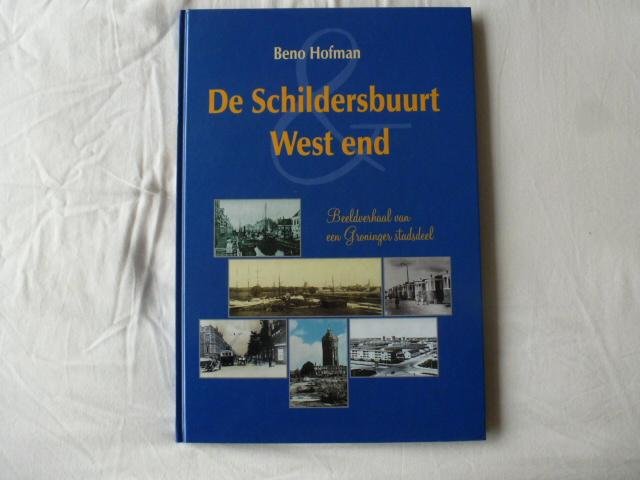 Beno Hofman
De Schildersbuurt
&
West end
Beeldverhaal van
een Groninger stadsdeel